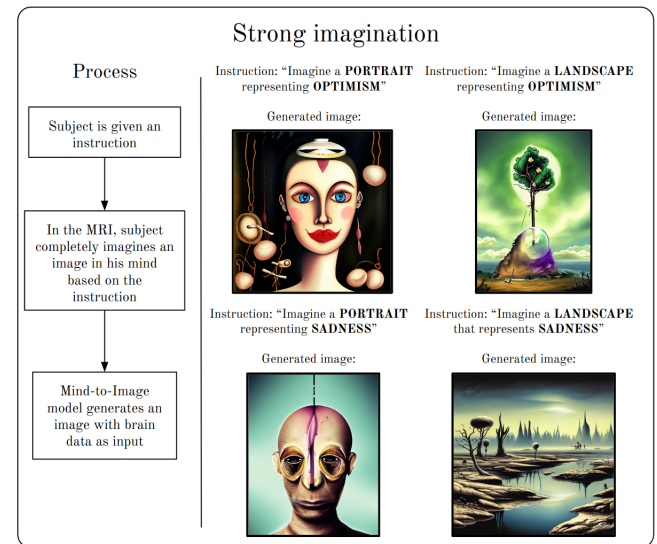 Strong imagination
Process
Subject is given an
instruction
In the MRI, subject
completely imagines an
image in his mind
based on the
instruction
Mind-to-Image
model generates an
image with brain
data as input
Instruction: “Imagine a PORTRAIT
representing OPTIMISM”
Generated image:
Instruction: “Imagine a LANDSCAPE
representing OPTIMISM”
Generated image:
Instruction: “Imagine a PORTRAIT
representing SADNESS”
Generated image:
Instruction: “Imagine a LANDSCAPE
that represents SADNESS”
Generated image: